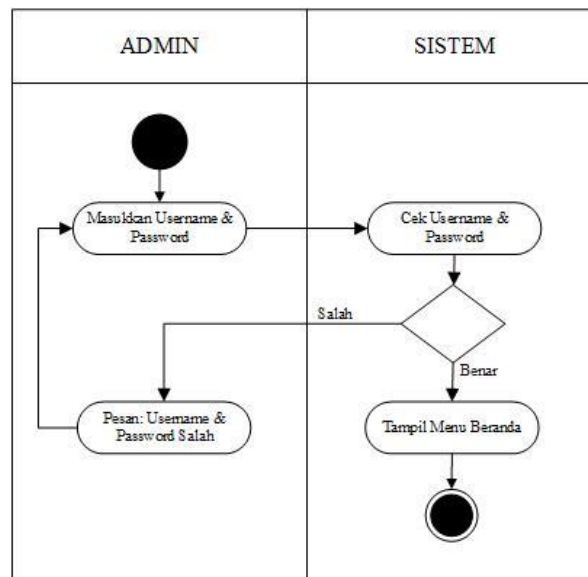 ADMIN
SISTEM
Masukkan Username &
Password
Cek Username &
Password
Salah
Benar
Pesan: Username &
Password Salah
Tampil Menu Beranda